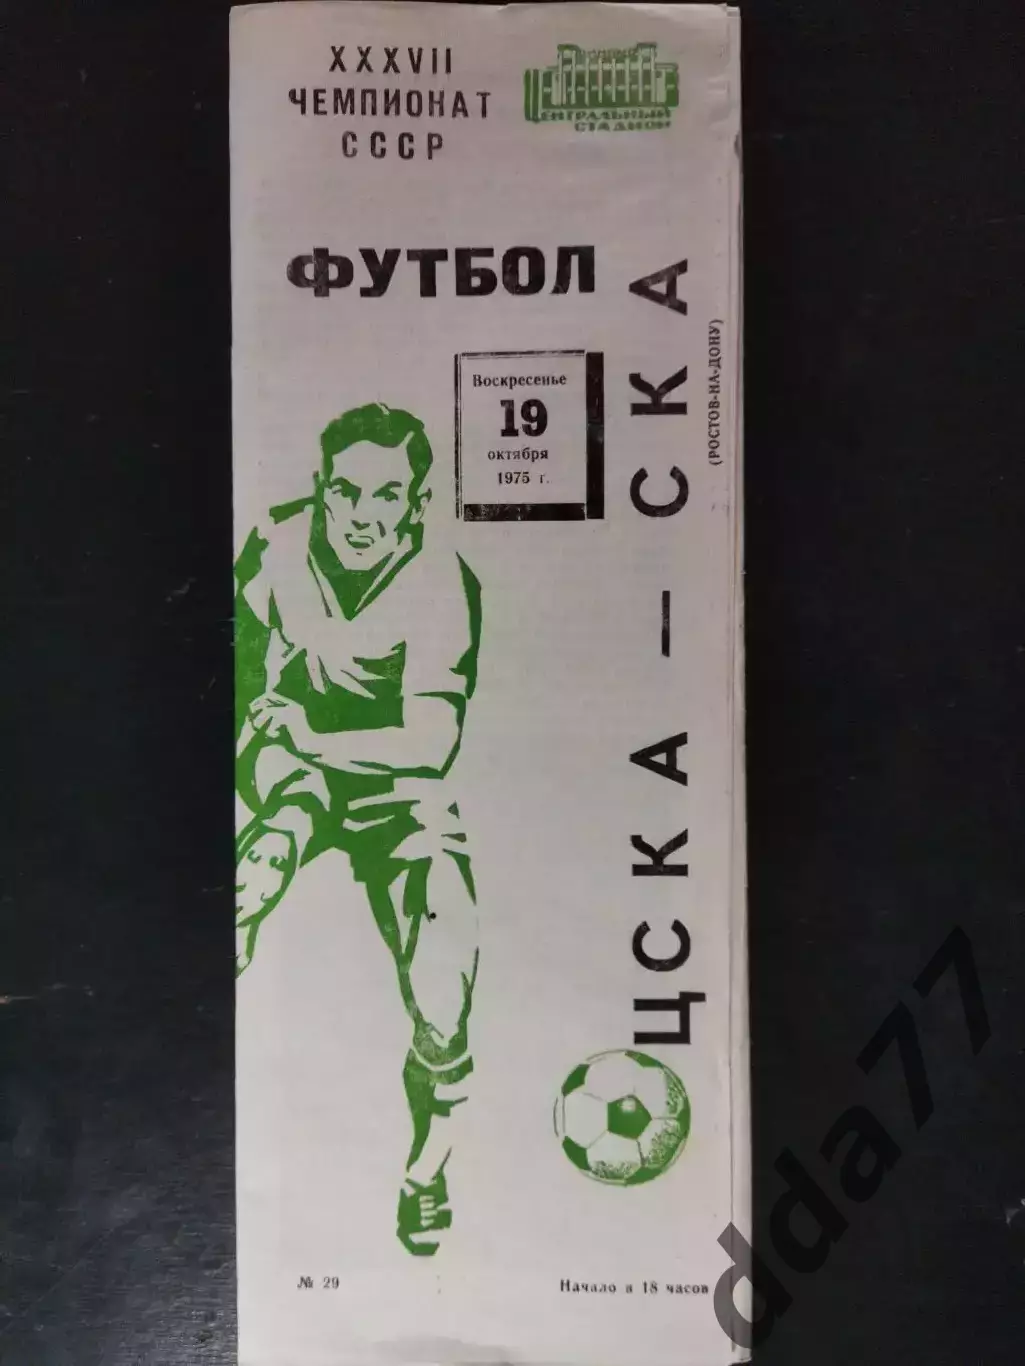 XXXVII
ЧЕМПИОНАТ
СССР
ЦЕНТРАЛЬНЫЙ
СТАДИОН
ФУТБОЛ
Воскресенье
19
октября
1975 г.
ЦСКА — СКА
(РОСТОВ-НА-ДОНУ)
№ 29
Начало в 18 часов
dda77